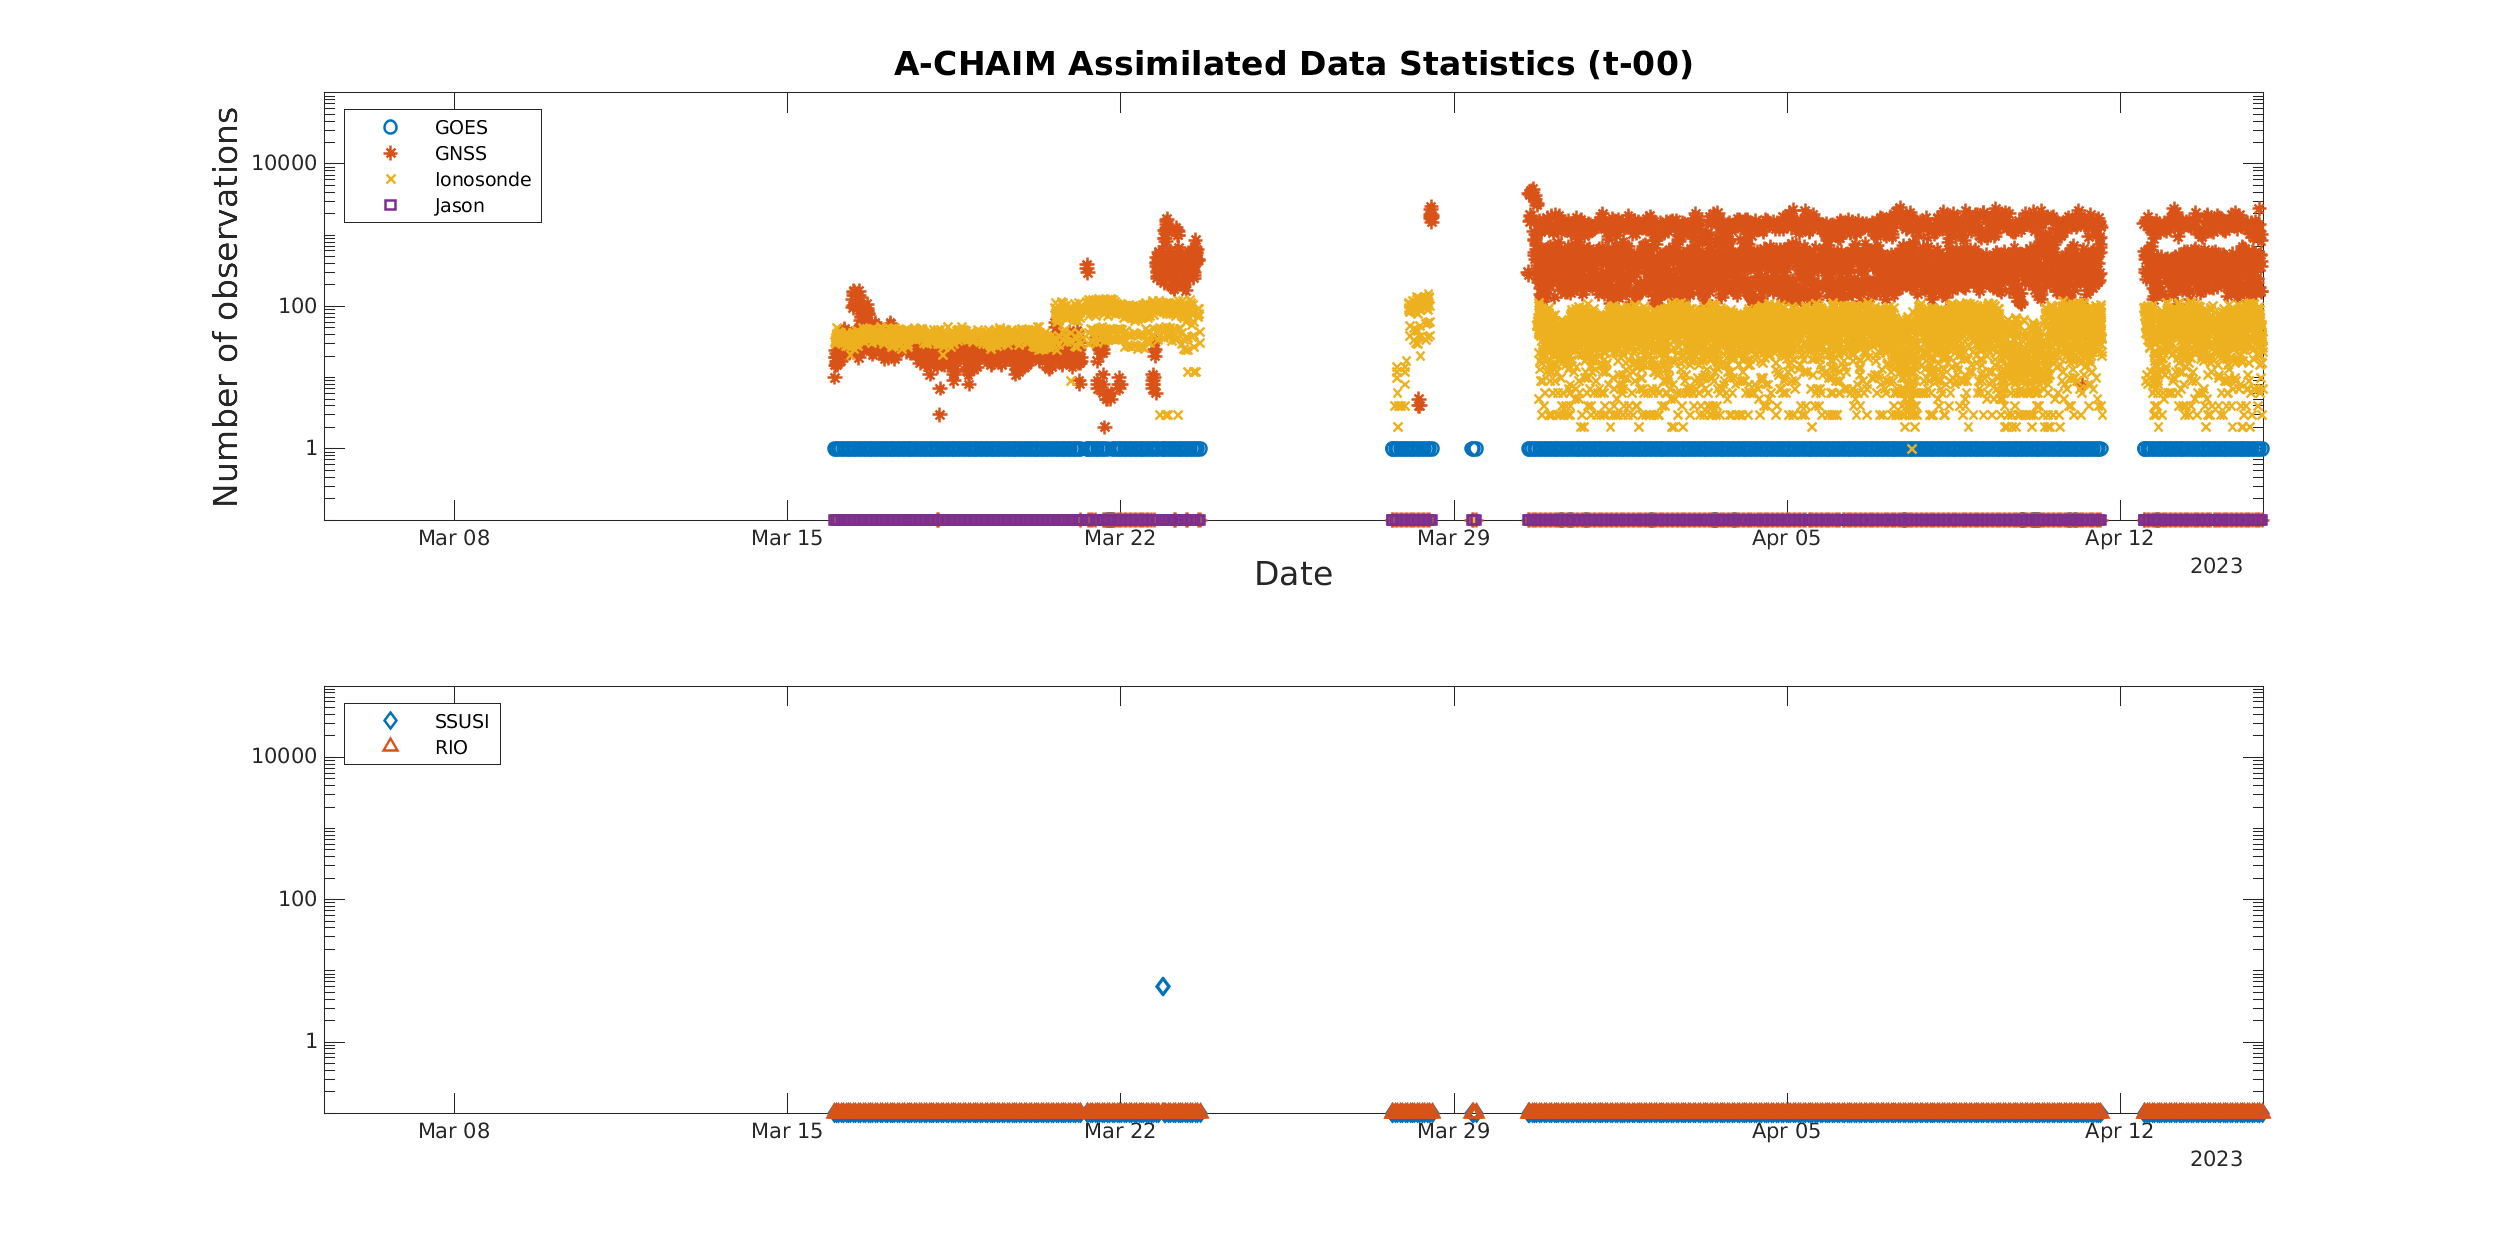 A-CHAIM Assimilated Data Statistics (t-00)
Number of observations
10000
100
1
GOES
GNSS
Ionosonde
Jason
Mar 08 Mar 15 Mar 22 Mar 29 Apr 05 Apr 12
2023
Date
10000
100
1
SSUSI
RIO
Mar 08 Mar 15 Mar 22 Mar 29 Apr 05 Apr 12
2023